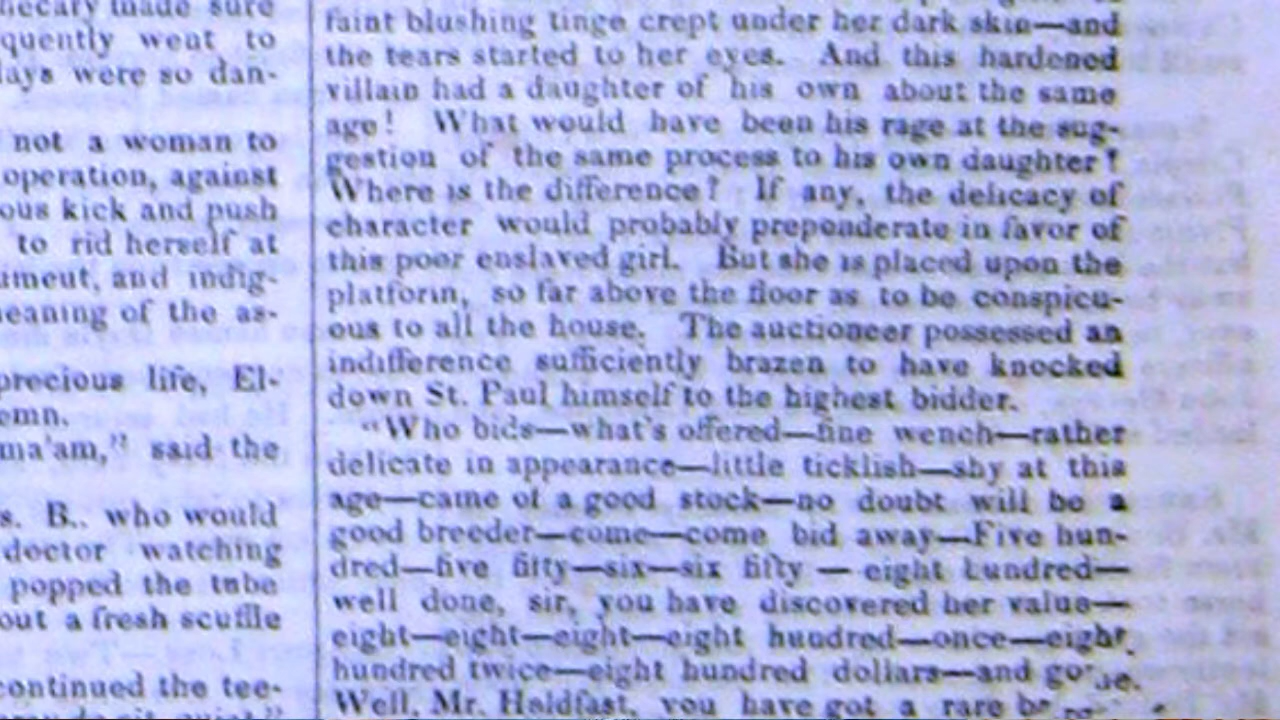 necary made sure
quently went to
lays were so dan-
not a woman to
operation, against
ous kick and push
to rid herself at
ument, and indig-
eaning of the as-
precious life, El-
emn.
ma'am," said the
s. B., who would
doctor watching
popped the tube
out a fresh scuffle
continued the tee-
faint blushing tinge crept under her dark skin—and
the tears started to her eyes. And this hardened
villain had a daughter of his own about the same
age! What would have been his rage at the sug-
gestion of the same process to his own daughter?
Where is the difference? If any, the delicacy of
character would probably preponderate in favor of
this poor enslaved girl. But she is placed upon the
platform, so far above the floor as to be conspicu-
ous to all the house. The auctioneer possessed an
indifference sufficiently brazen to have knocked
down St. Paul himself to the highest bidder.
"Who bids—what's offered—fine wench—rather
delicate in appearance—little ticklish—shy at this
age—came of a good stock—no doubt will be a
good breeder—come—come bid away—Five hun-
dred—five fifty—six—six fifty — eight hundred—
well done, sir, you have discovered her value—
eight—eight—eight—eight hundred—once—eight
hundred twice—eight hundred dollars—and gone.
Well, Mr. Holdfast, you have got a rare